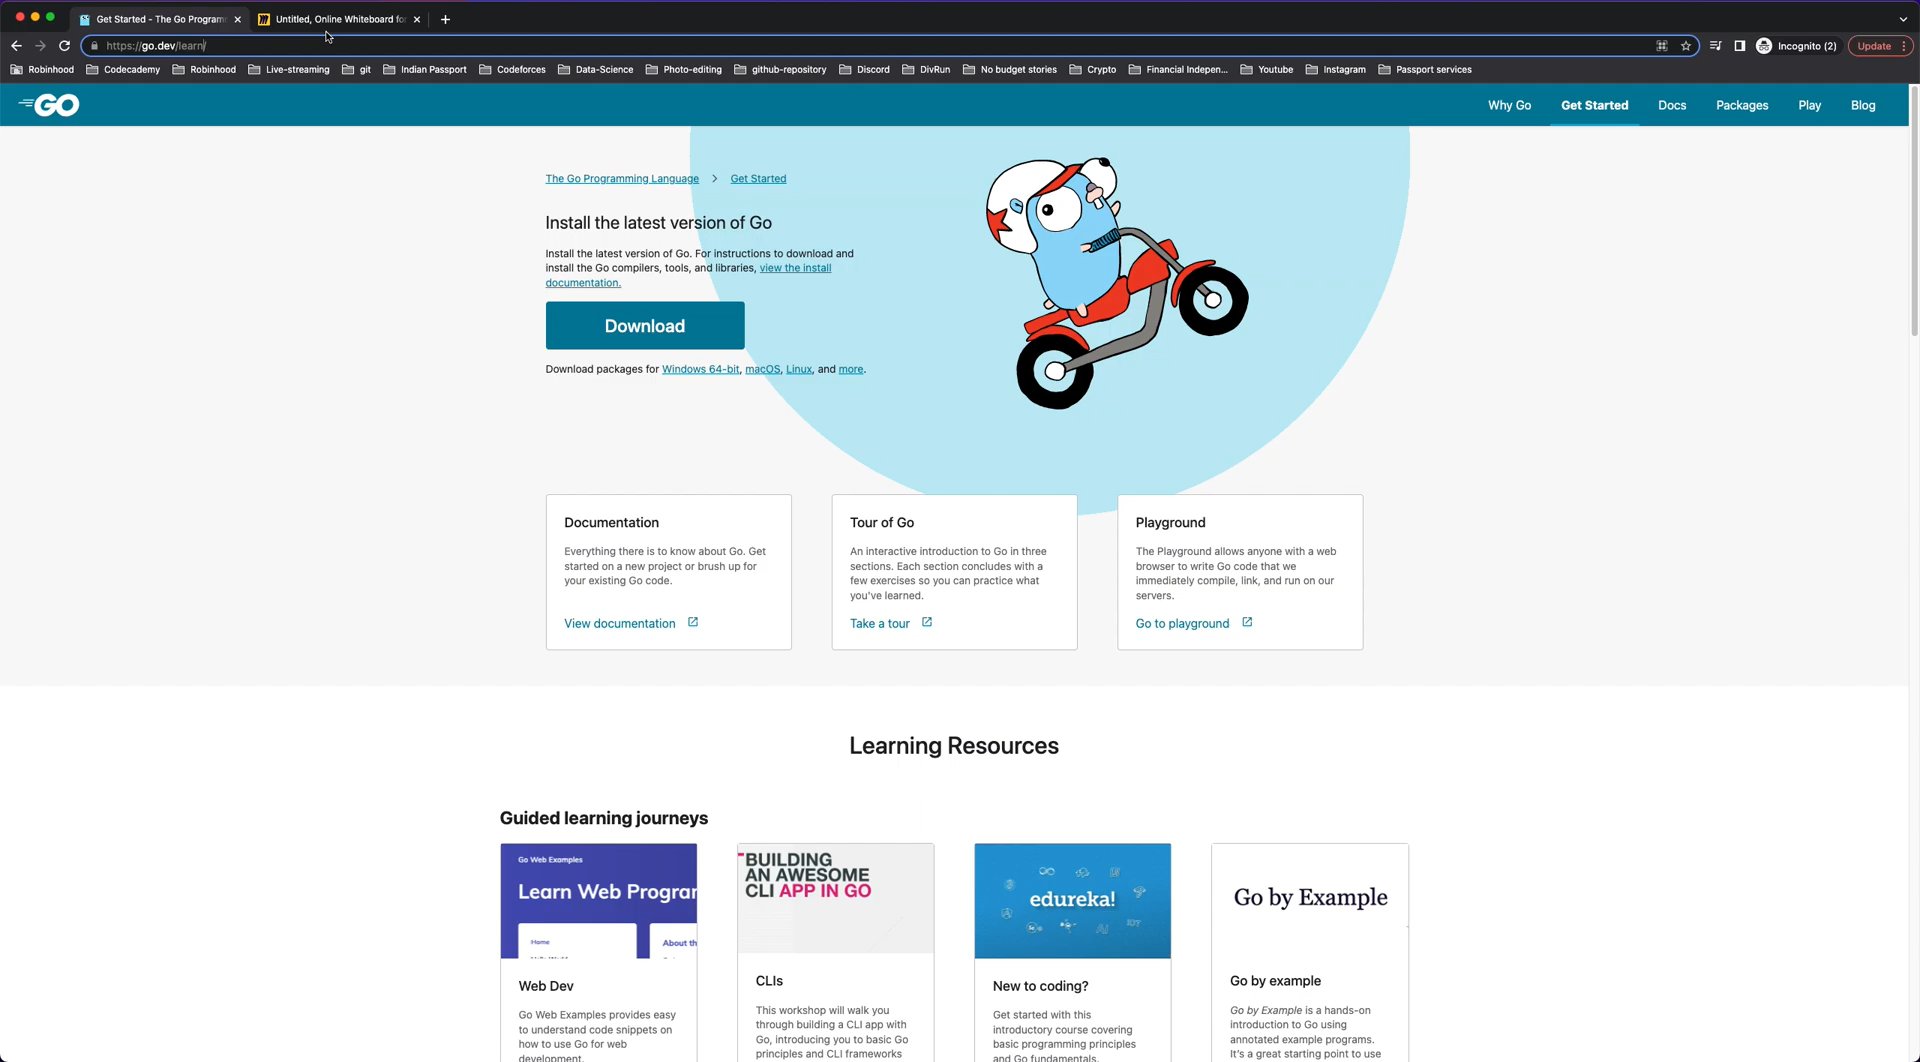 Get Started - The Go Program
Untitled, Online Whiteboard for
https://go.dev/learn/
Incognito (2)
Update
Robinhood
Codecademy
Robinhood
Live-streaming
git
Indian Passport
Codeforces
Data-Science
Photo-editing
github-repository
Discord
DivRun
No budget stories
Crypto
Financial Indepen...
Youtube
Instagram
Passport services
GO
Why Go
Get Started
Docs
Packages
Play
Blog
The Go Programming Language > Get Started
Install the latest version of Go
Install the latest version of Go. For instructions to download and
install the Go compilers, tools, and libraries, view the install
documentation.
Download
Download packages for Windows 64-bit, macOS, Linux, and more.
Documentation
Everything there is to know about Go. Get
started on a new project or brush up for
your existing Go code.
View documentation
Tour of Go
An interactive introduction to Go in three
sections. Each section concludes with a
few exercises so you can practice what
you've learned.
Take a tour
Playground
The Playground allows anyone with a web
browser to write Go code that we
immediately compile, link, and run on our
servers.
Go to playground
Learning Resources
Guided learning journeys
Go Web Examples
Learn Web Progra
Home
About th
Web Dev
Go Web Examples provides easy
to understand code snippets on
how to use Go for web
development.
BUILDING
AN AWESOME
CLI APP IN GO
CLIs
This workshop will walk you
through building a CLI app with
Go, introducing you to basic Go
principles and CLI frameworks
edureka!
AI
IOT
New to coding?
Get started with this
introductory course covering
basic programming principles
and Go fundamentals.
Go by Example
Go by example
Go by Example is a hands-on
introduction to Go using
annotated example programs.
It's a great starting point to use